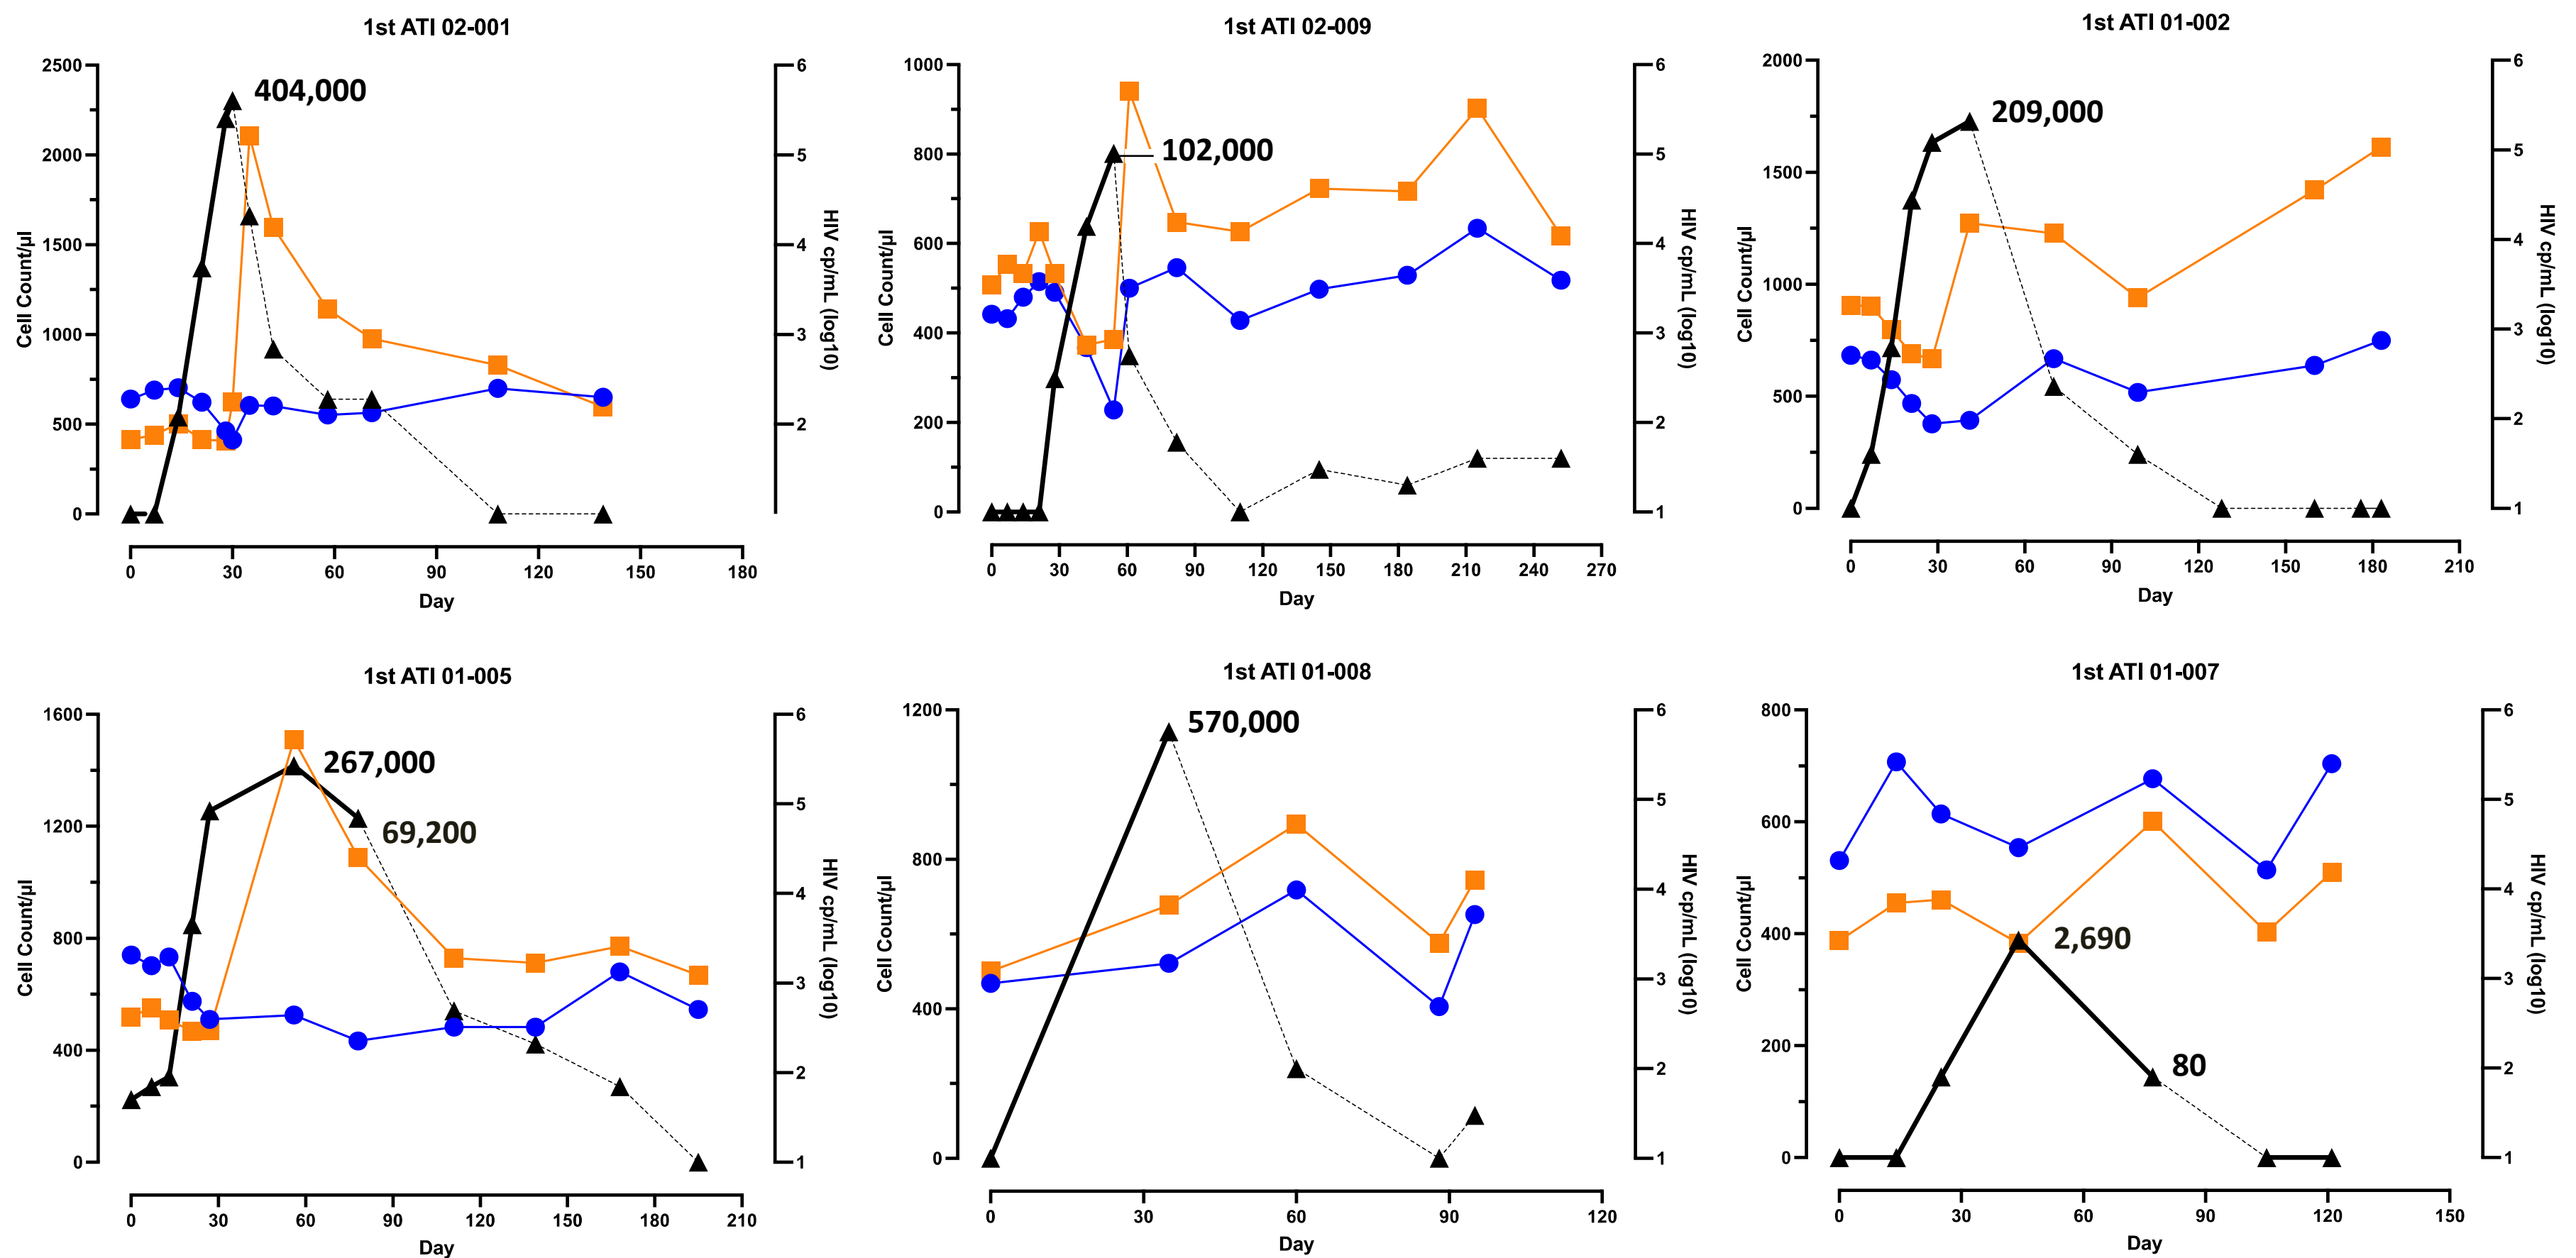 1st ATI 02-001
2500
2000
1500
1000
500
0
Cell Count/µl
404,000
6
5
4
3
2
HIV cp/mL (log10)
0 30 60 90 120 150 180
Day
1st ATI 02-009
1000
800
600
400
200
0
Cell Count/µl
102,000
6
5
4
3
2
1
HIV cp/mL (log10)
0 30 60 90 120 150 180 210 240 270
Day
1st ATI 01-002
2000
1500
1000
500
0
Cell Count/µl
209,000
6
5
4
3
2
1
HIV cp/mL (log10)
0 30 60 90 120 150 180 210
Day
1st ATI 01-005
1600
1200
800
400
0
Cell Count/µl
267,000
69,200
6
5
4
3
2
1
HIV cp/mL (log10)
0 30 60 90 120 150 180 210
Day
1st ATI 01-008
1200
800
400
0
Cell Count/µl
570,000
6
5
4
3
2
1
HIV cp/mL (log10)
0 30 60 90 120
Day
1st ATI 01-007
800
600
400
200
0
Cell Count/µl
2,690
80
6
5
4
3
2
1
HIV cp/mL (log10)
0 30 60 90 120 150
Day